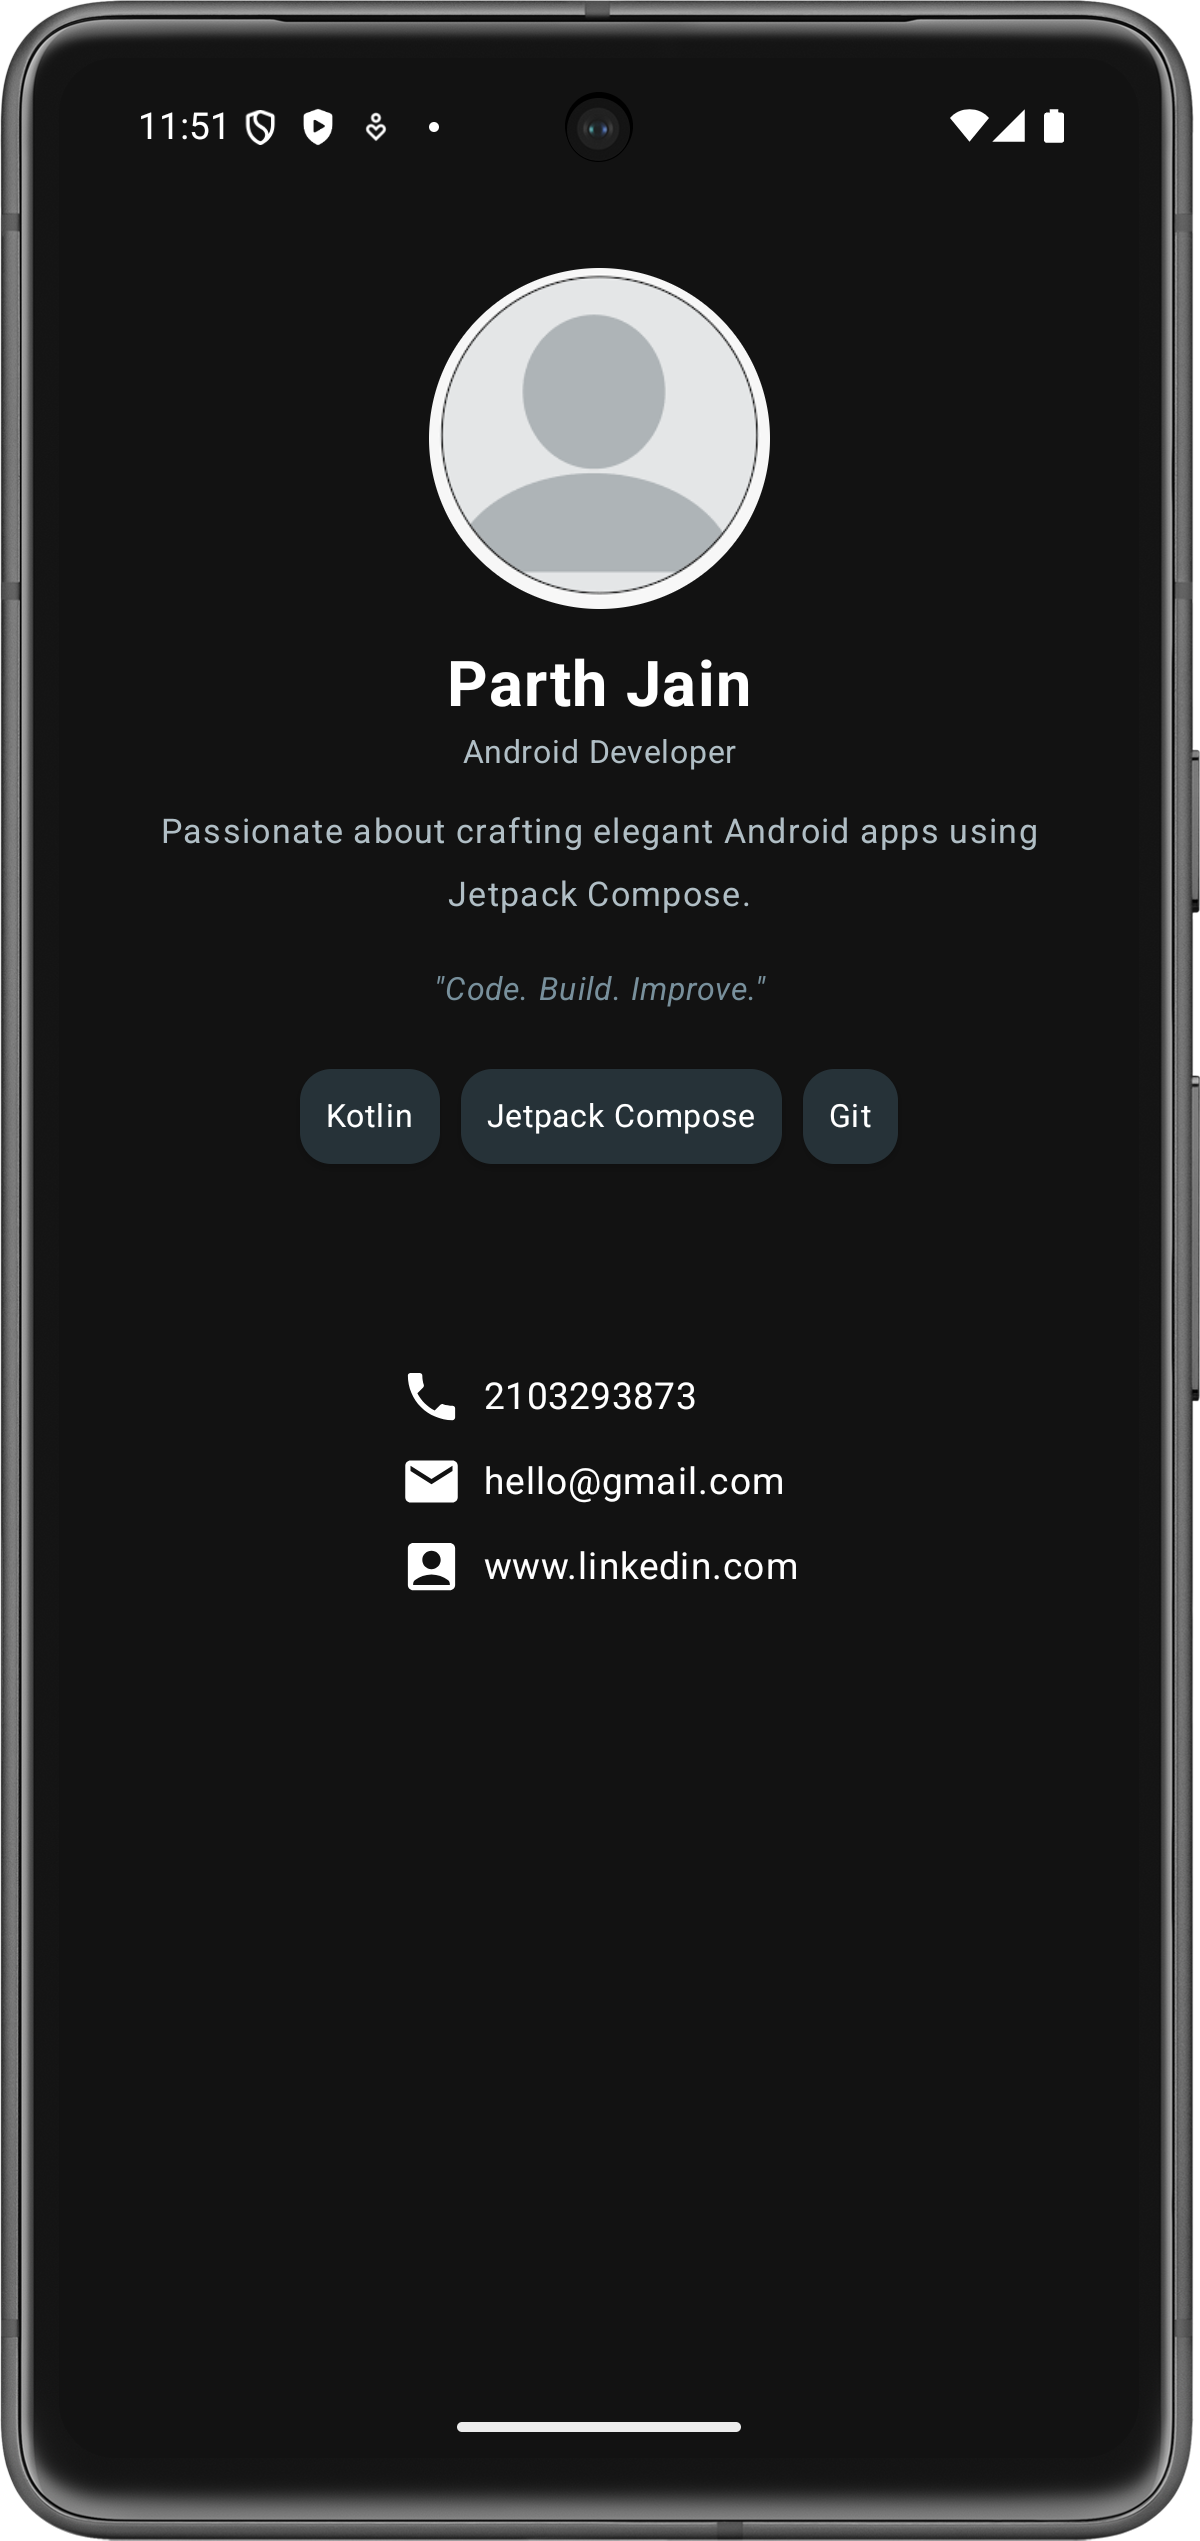 11:51
Parth Jain
Android Developer
Passionate about crafting elegant Android apps using
Jetpack Compose.
"Code. Build. Improve."
Kotlin Jetpack Compose Git
2103293873
hello@gmail.com
www.linkedin.com